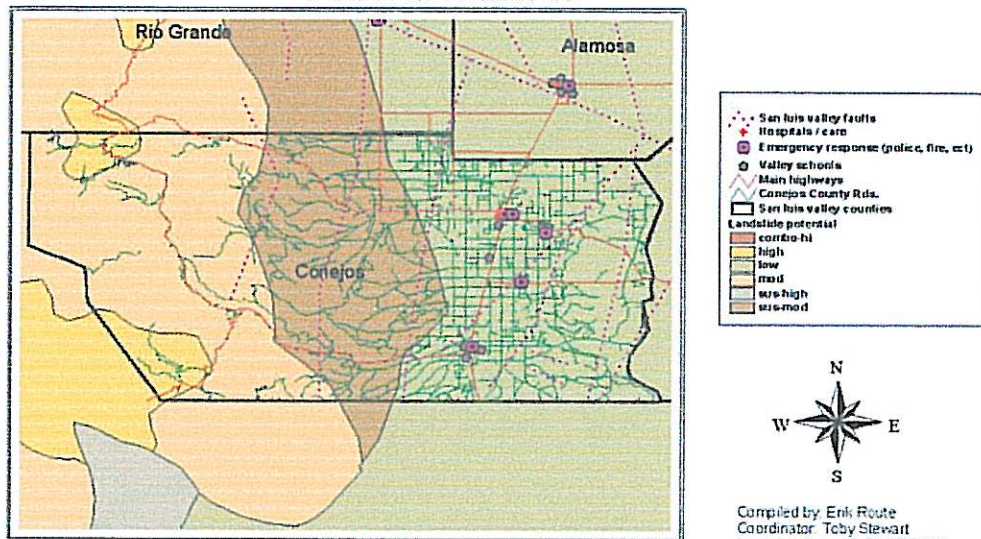 Rio Grande
Alamosa
Conejos
San luis valley faults
Hospitals / care
Emergency response (police, fire, ect)
Valley schools
Main highways
Conejos County Rds.
San luis valley counties
Landslide potential
combo-hi
high
low
mod
sus-high
sus-mod
N
W
E
S
Compiled by: Erik Route
Coordinator: Toby Stewart